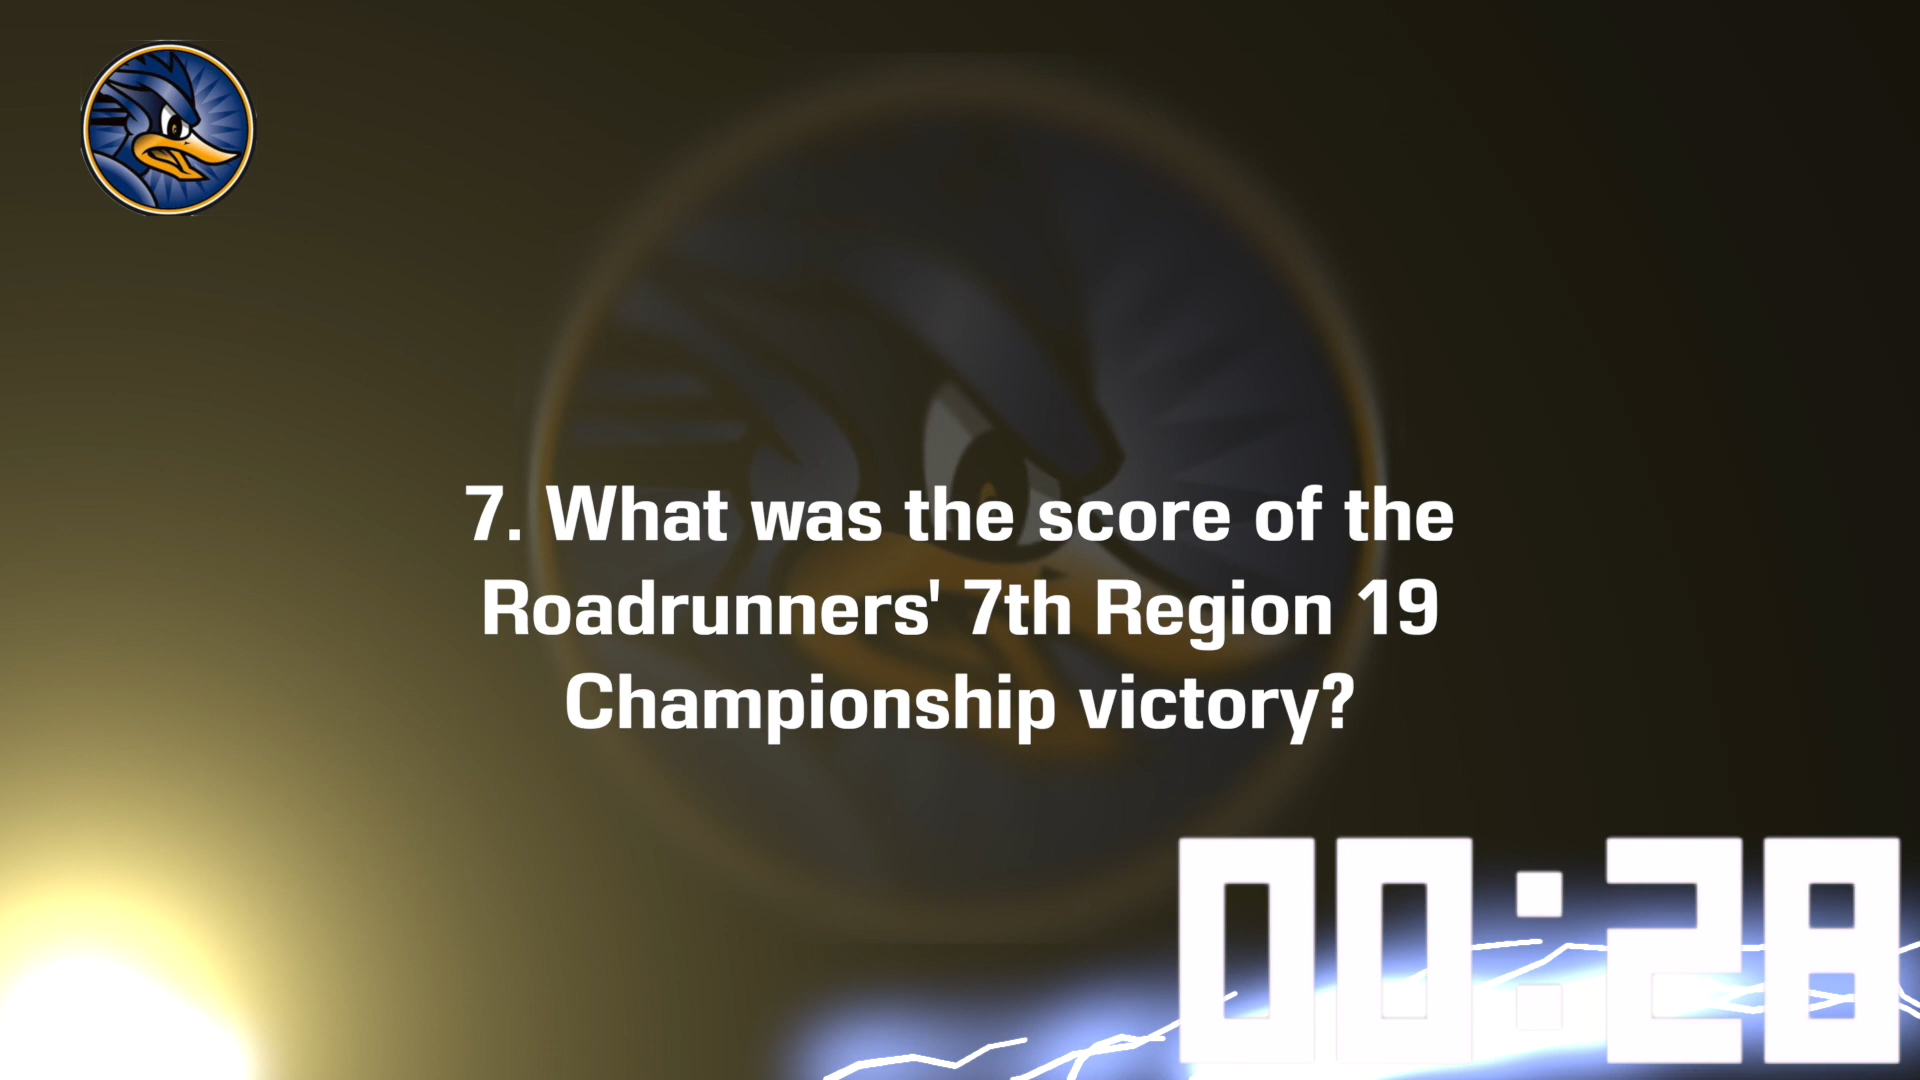 7. What was the score of the
Roadrunners' 7th Region 19
Championship victory?
00:28